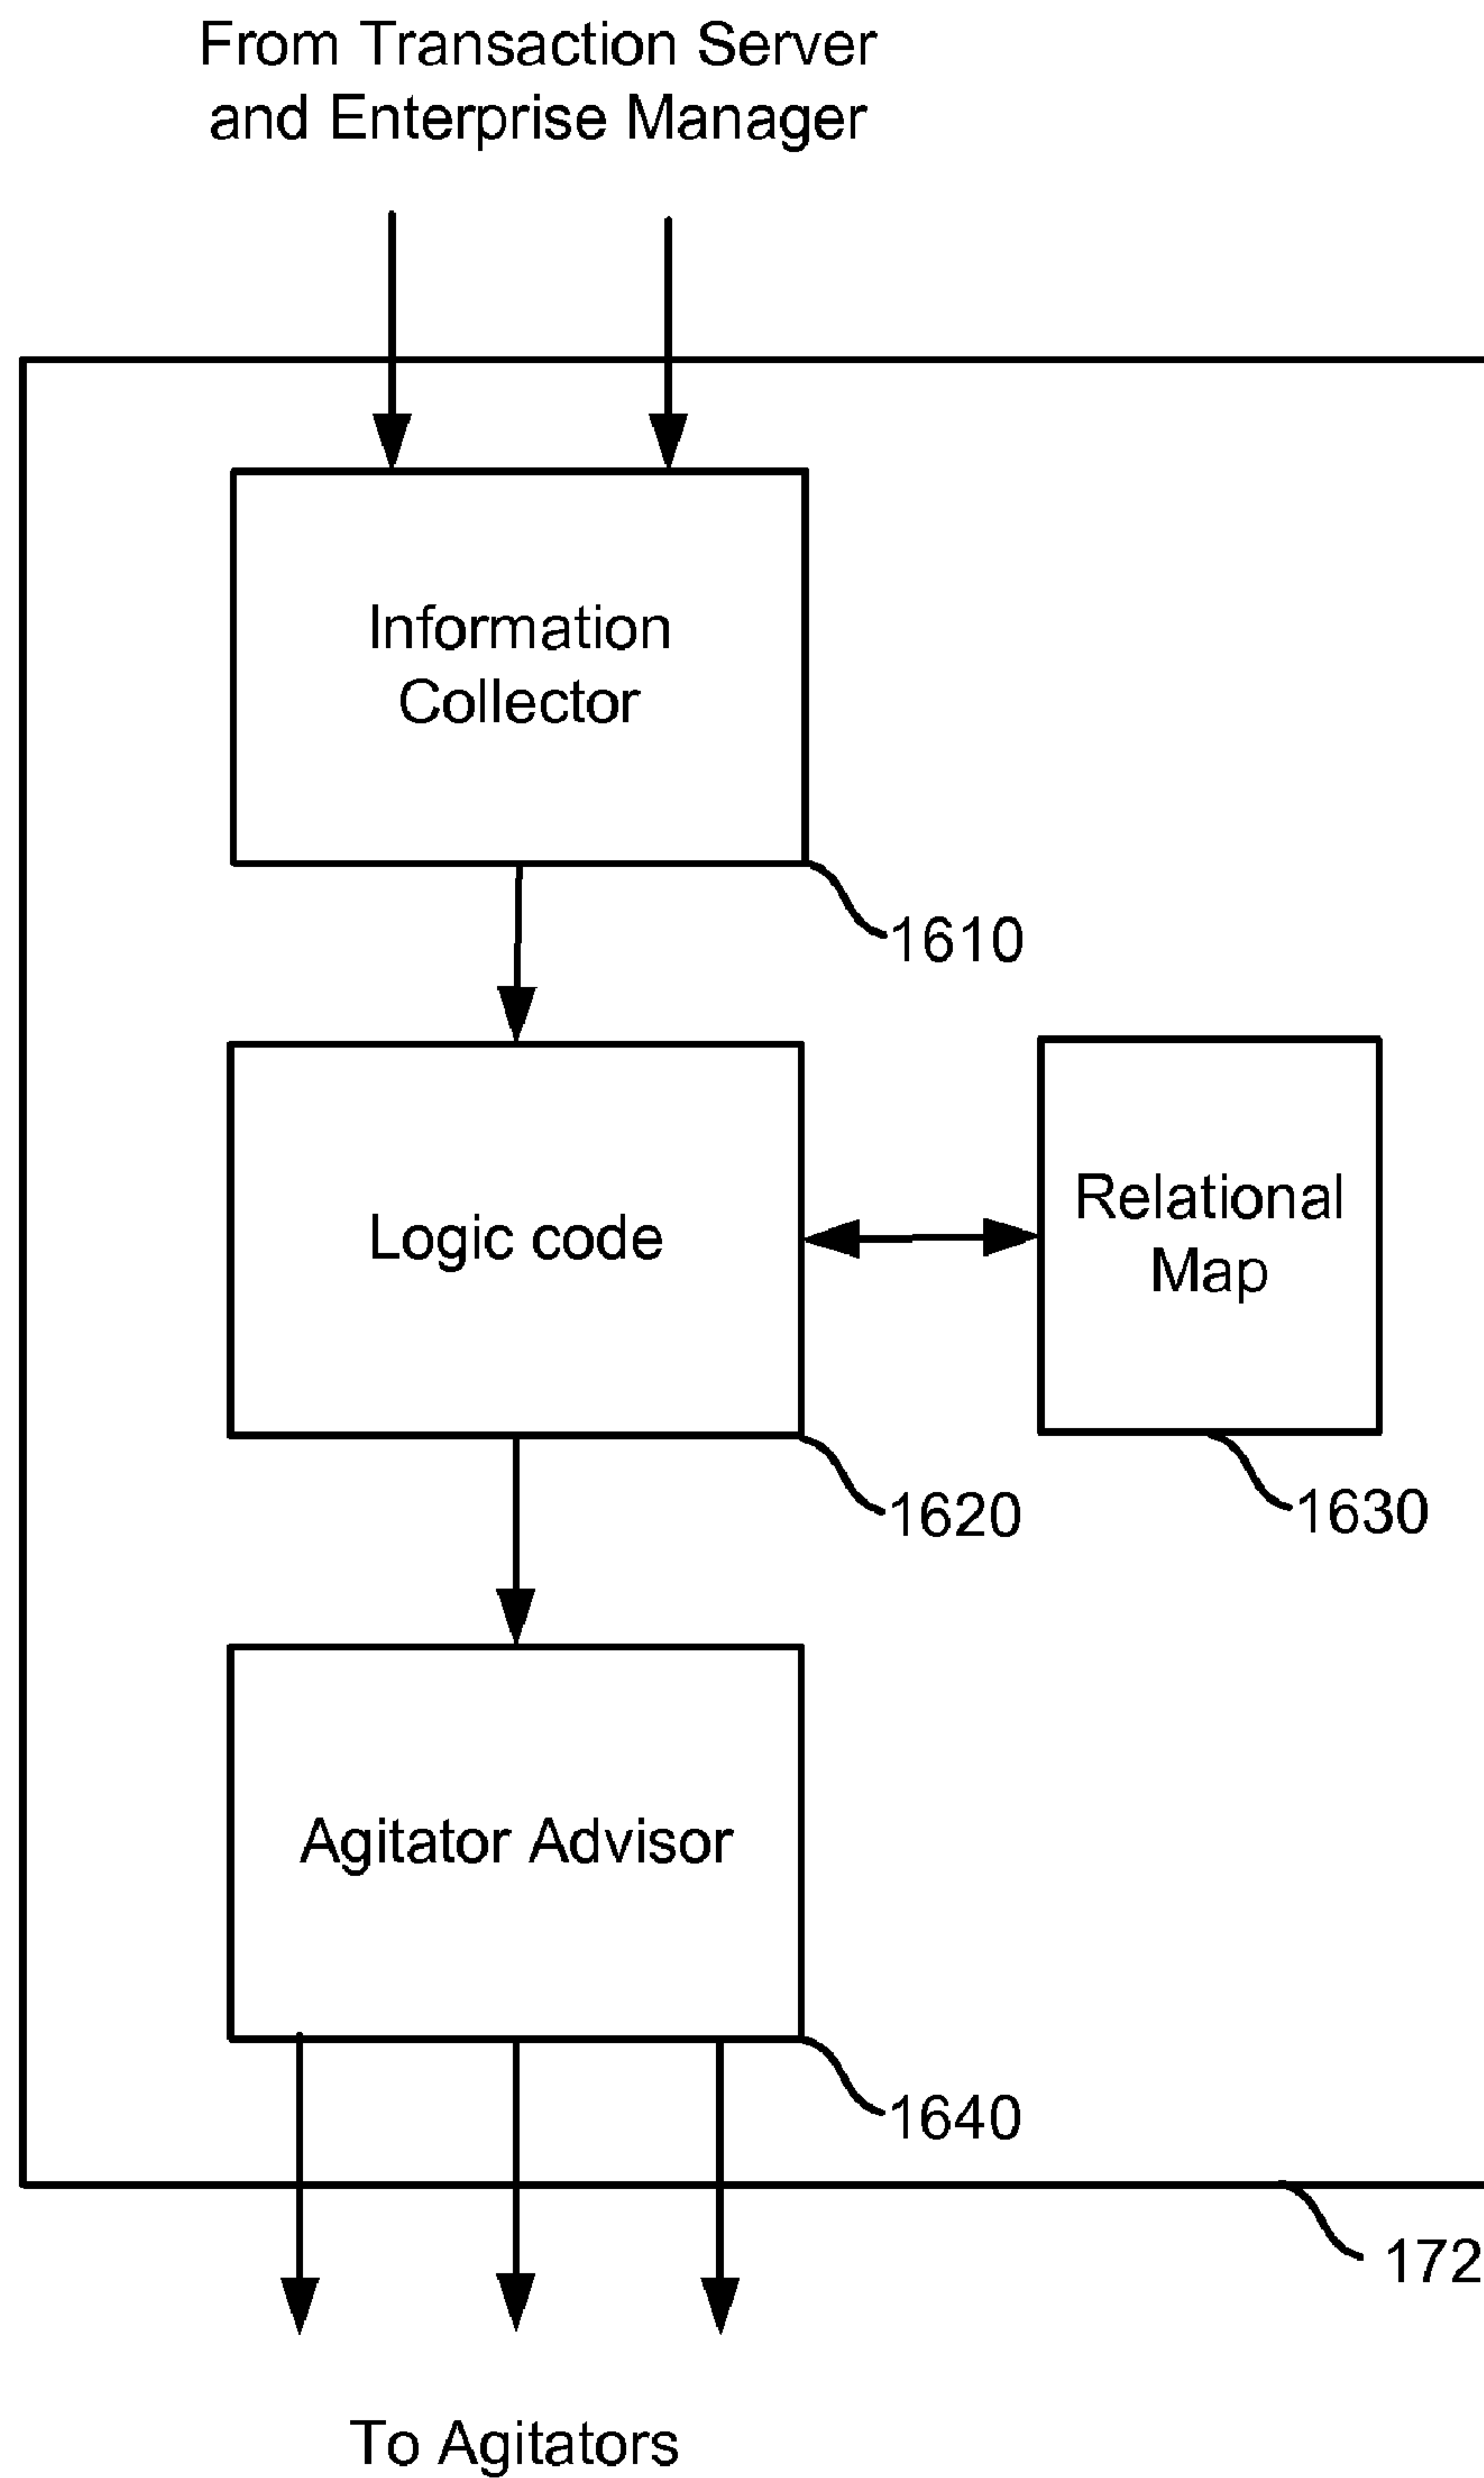 From Transaction Server
and Enterprise Manager
Information
Collector
1610
Logic code
Relational
Map
1620
1630
Agitator Advisor
1640
172
To Agitators